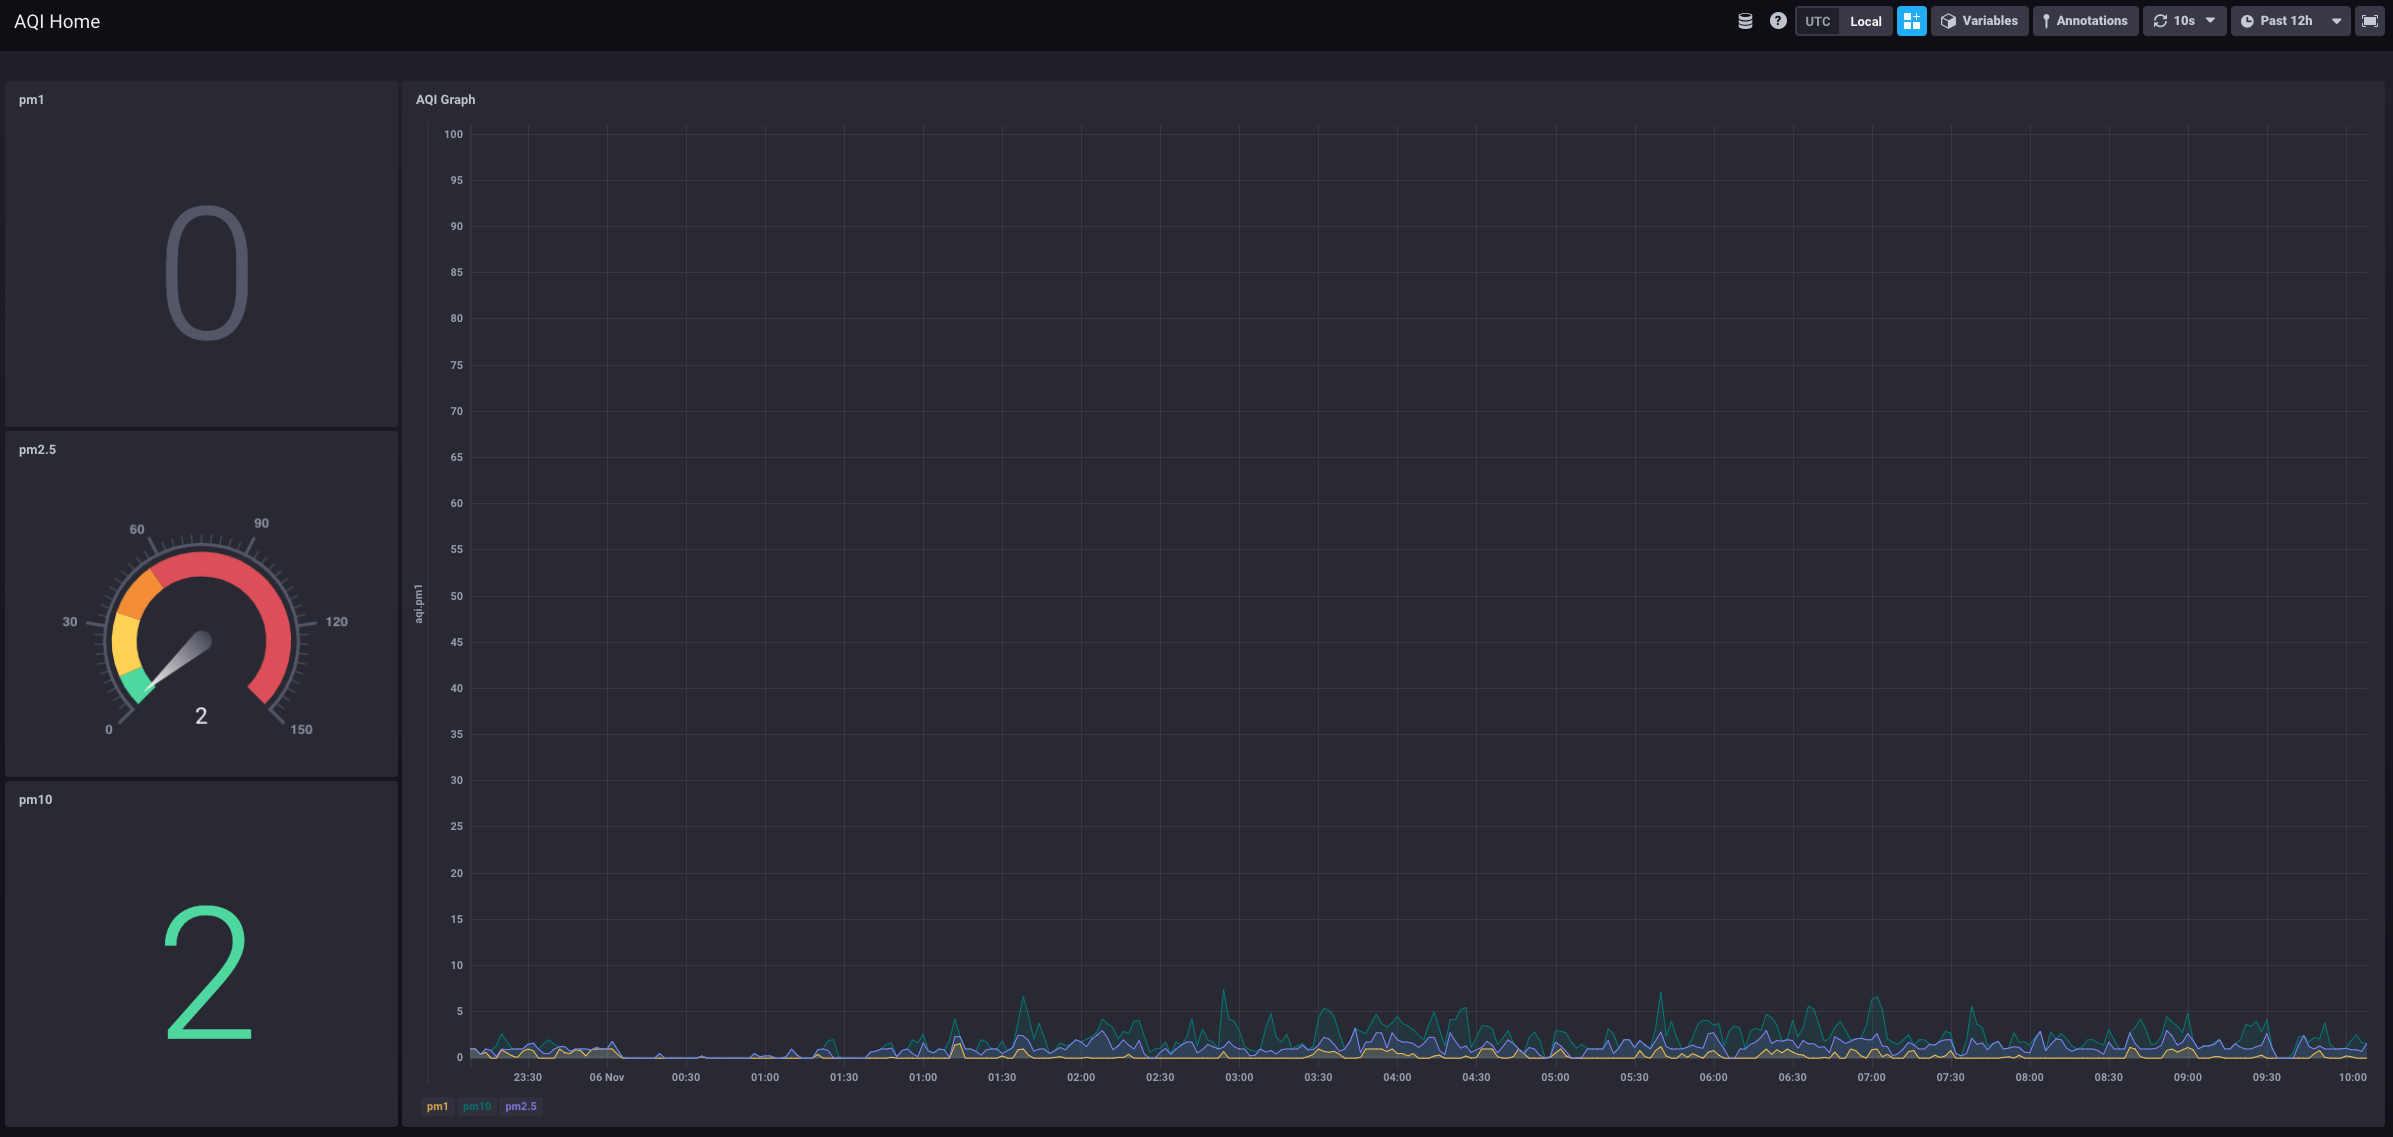 AQI Home
UTC Local Variables Annotations 10s Past 12h
pm1
0
pm2.5
0 30 60 90 120 150
2
pm10
2
AQI Graph
aqi.pm1
100
95
90
85
80
75
70
65
60
55
50
45
40
35
30
25
20
15
10
5
0
23:30 06 Nov 00:30 01:00 01:30 01:00 01:30 02:00 02:30 03:00 03:30 04:00 04:30 05:00 05:30 06:00 06:30 07:00 07:30 08:00 08:30 09:00 09:30 10:00
pm1 pm10 pm2.5